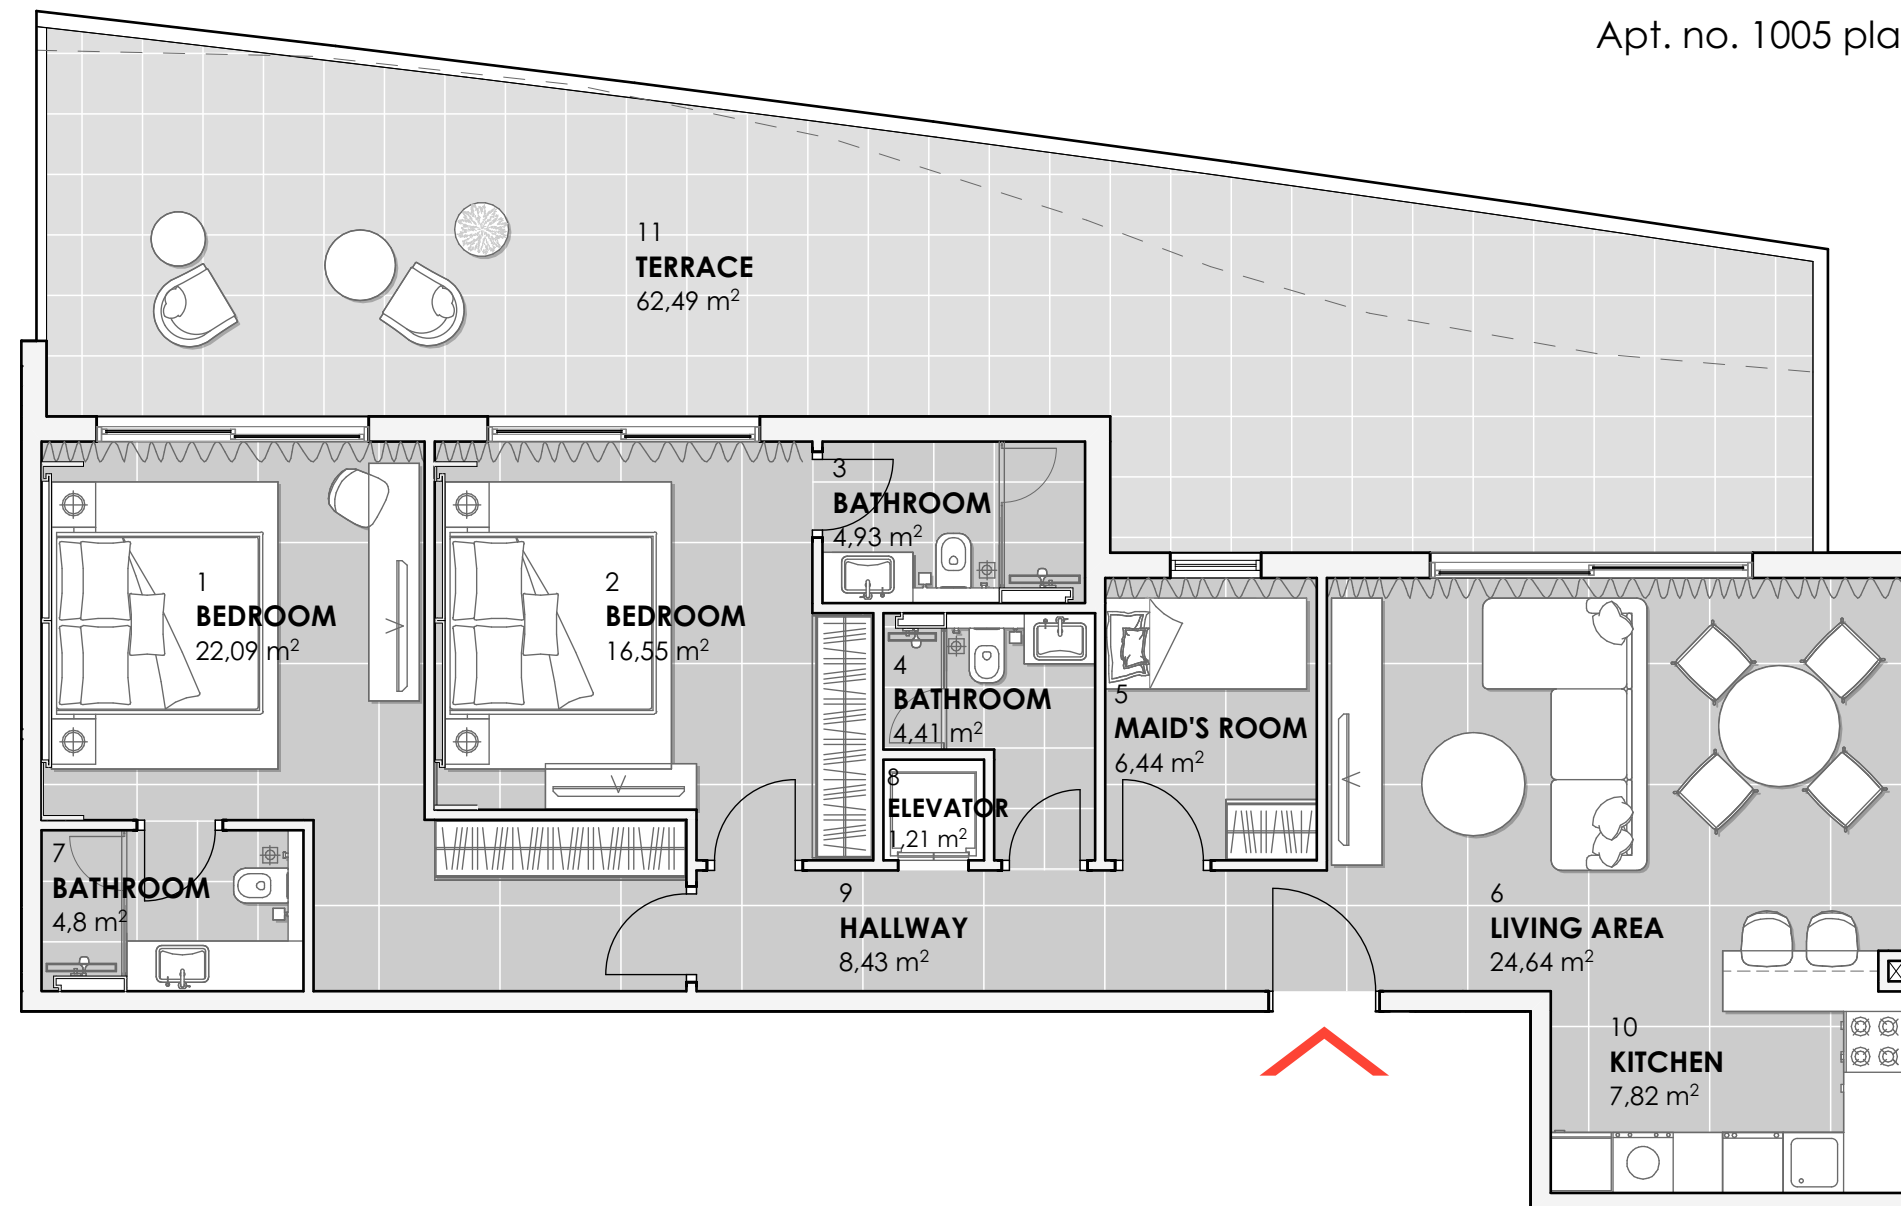 Apt. no. 1005 pla
11
TERRACE
62,49 m²
1
BEDROOM
22,09 m²
2
BEDROOM
16,55 m²
3
BATHROOM
4,93 m²
4
BATHROOM
4,41 m²
5
MAID'S ROOM
6,44 m²
8
ELEVATOR
1,21 m²
7
BATHROOM
4,8 m²
9
HALLWAY
8,43 m²
6
LIVING AREA
24,64 m²
10
KITCHEN
7,82 m²